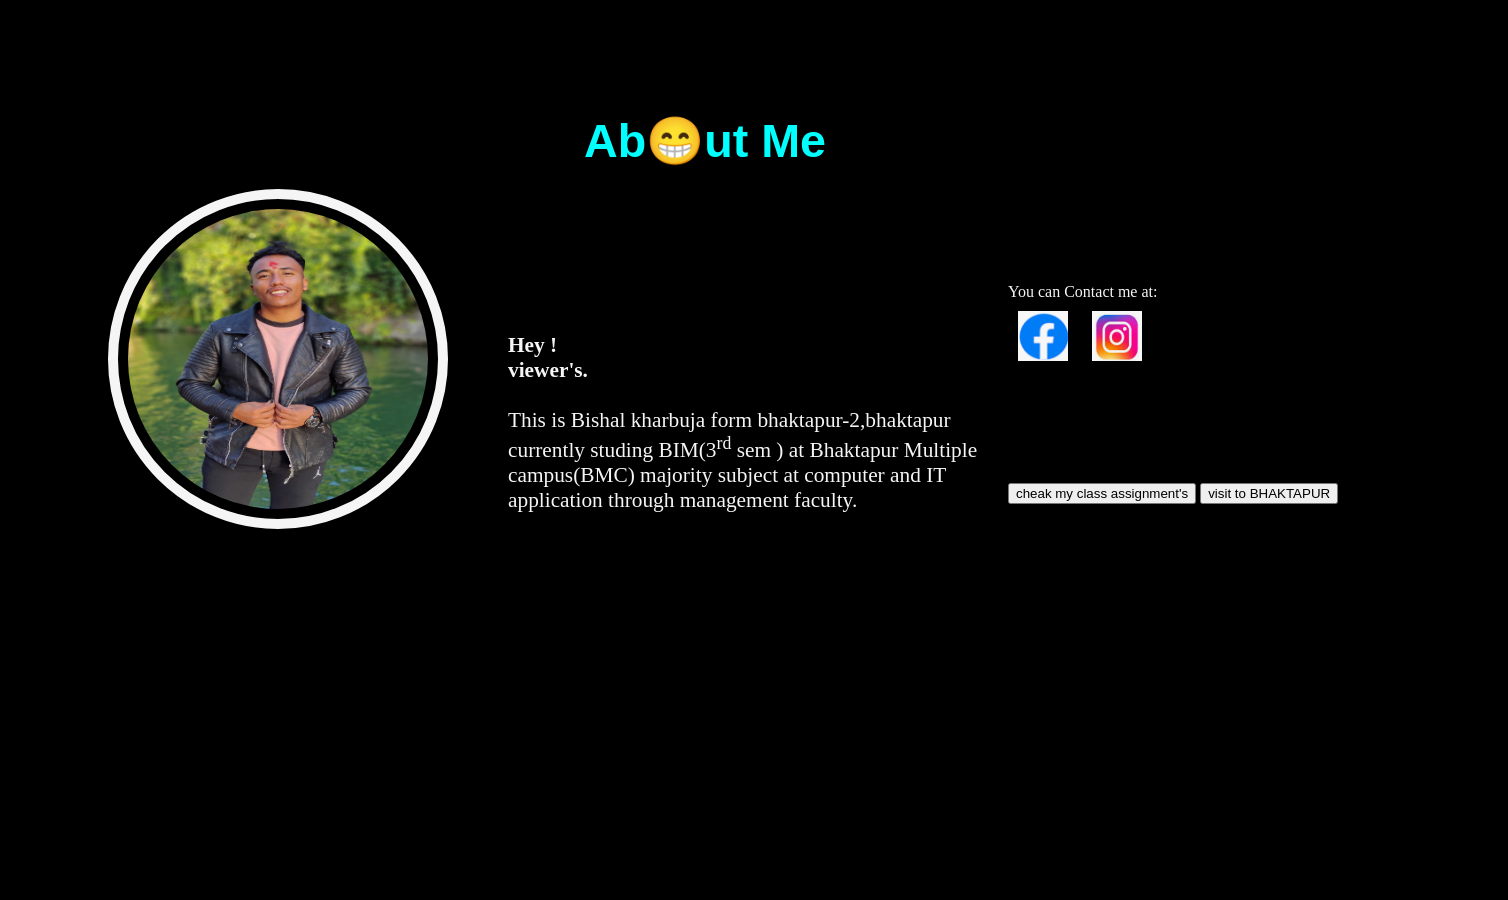 Ab😁ut Me
You can Contact me at:
Hey !
viewer's.
This is Bishal kharbuja form bhaktapur-2,bhaktapur
currently studing BIM(3rd sem ) at Bhaktapur Multiple
campus(BMC) majority subject at computer and IT
application through management faculty.
cheak my class assignment's visit to BHAKTAPUR